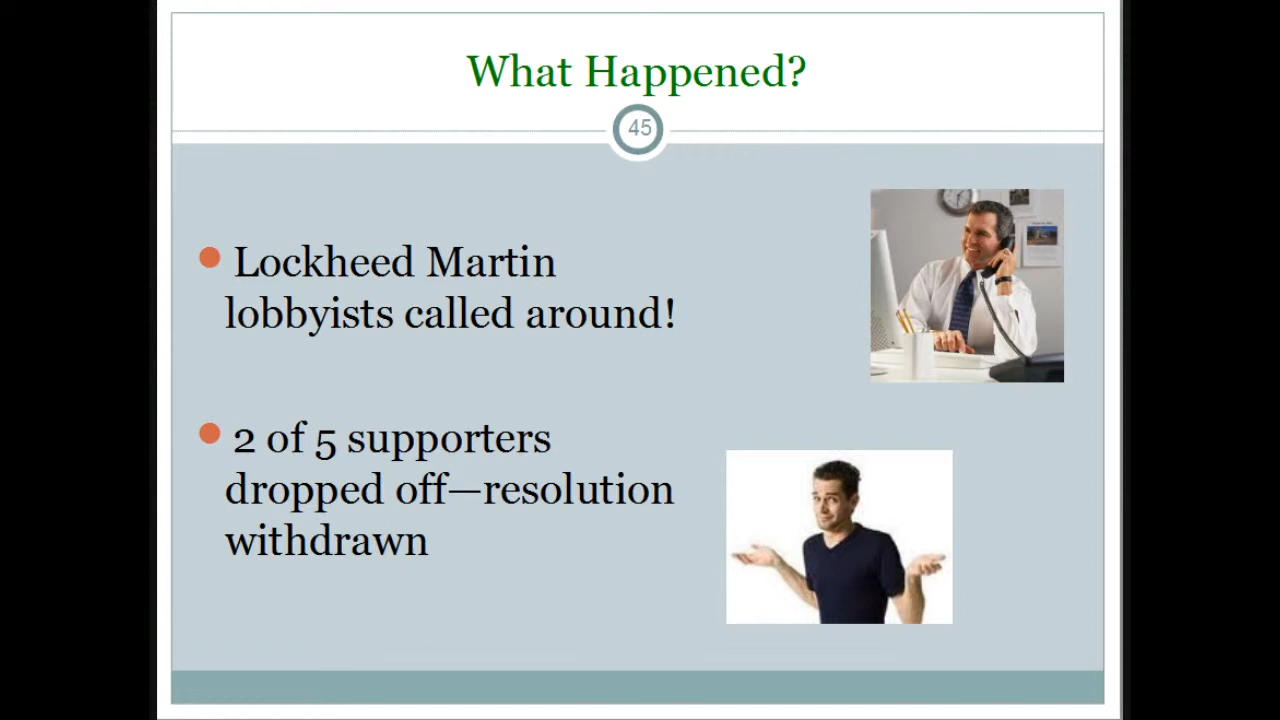 What Happened?
45
Lockheed Martin
lobbyists called around!
2 of 5 supporters
dropped off—resolution
withdrawn